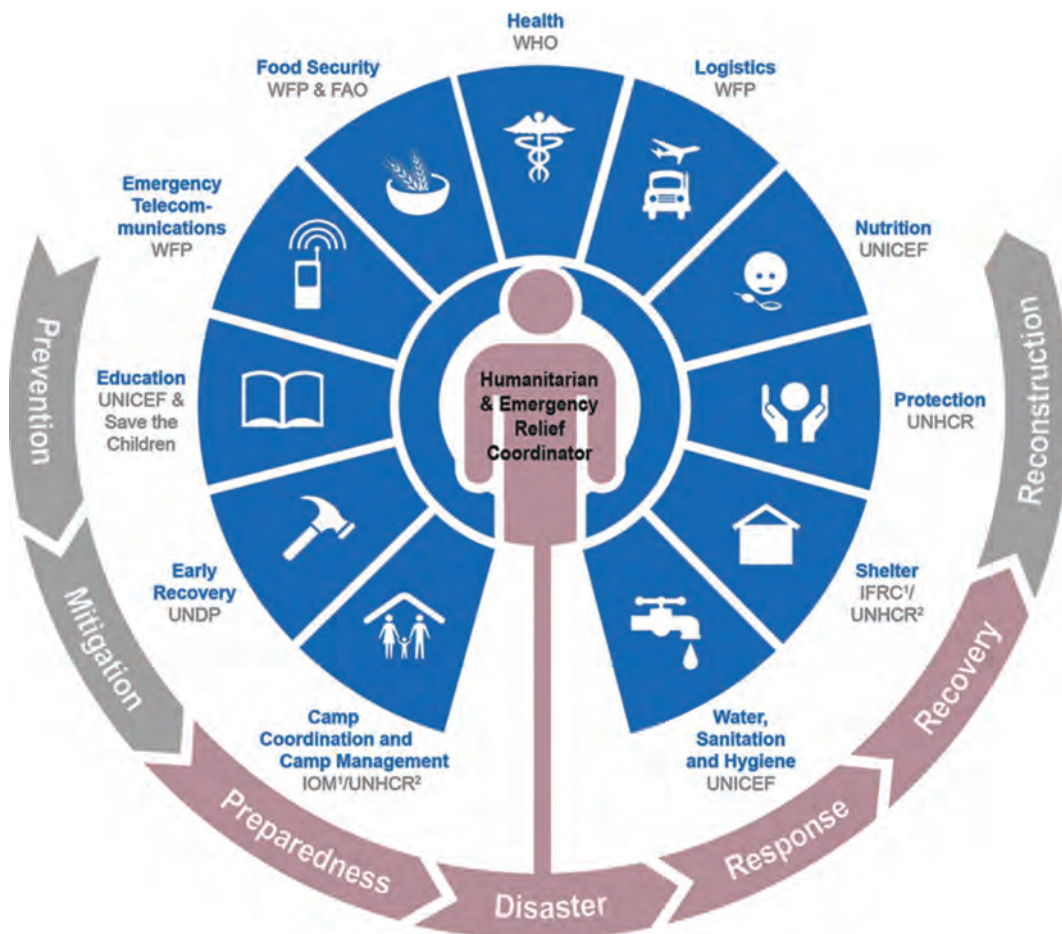 Health
WHO
Food Security
WFP & FAO
Logistics
WFP
Emergency
Telecom-
munications
WFP
Nutrition
UNICEF
Education
UNICEF &
Save the
Children
Humanitarian
& Emergency
Relief
Coordinator
Protection
UNHCR
Early
Recovery
UNDP
Shelter
IFRC¹/
UNHCR²
Camp
Coordination and
Camp Management
IOM¹/UNHCR²
Water,
Sanitation
and Hygiene
UNICEF
Prevention
Mitigation
Preparedness
Disaster
Response
Recovery
Reconstruction